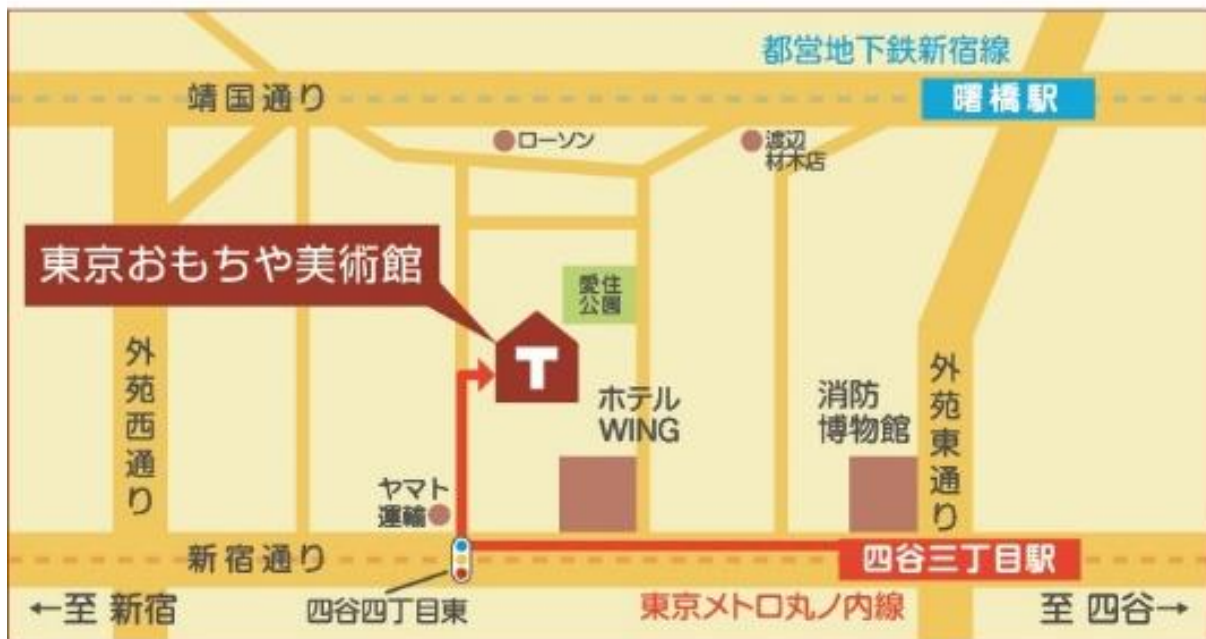 都営地下鉄新宿線
靖国通り
曙橋駅
ローソン
渡辺
材木店
東京おもちゃ美術館
愛住
公園
T
外苑西通り
ホテル
WING
消防
博物館
外苑東通り
ヤマト
運輸
新宿通り
四谷三丁目駅
←至 新宿
四谷四丁目東
東京メトロ丸ノ内線
至 四谷→